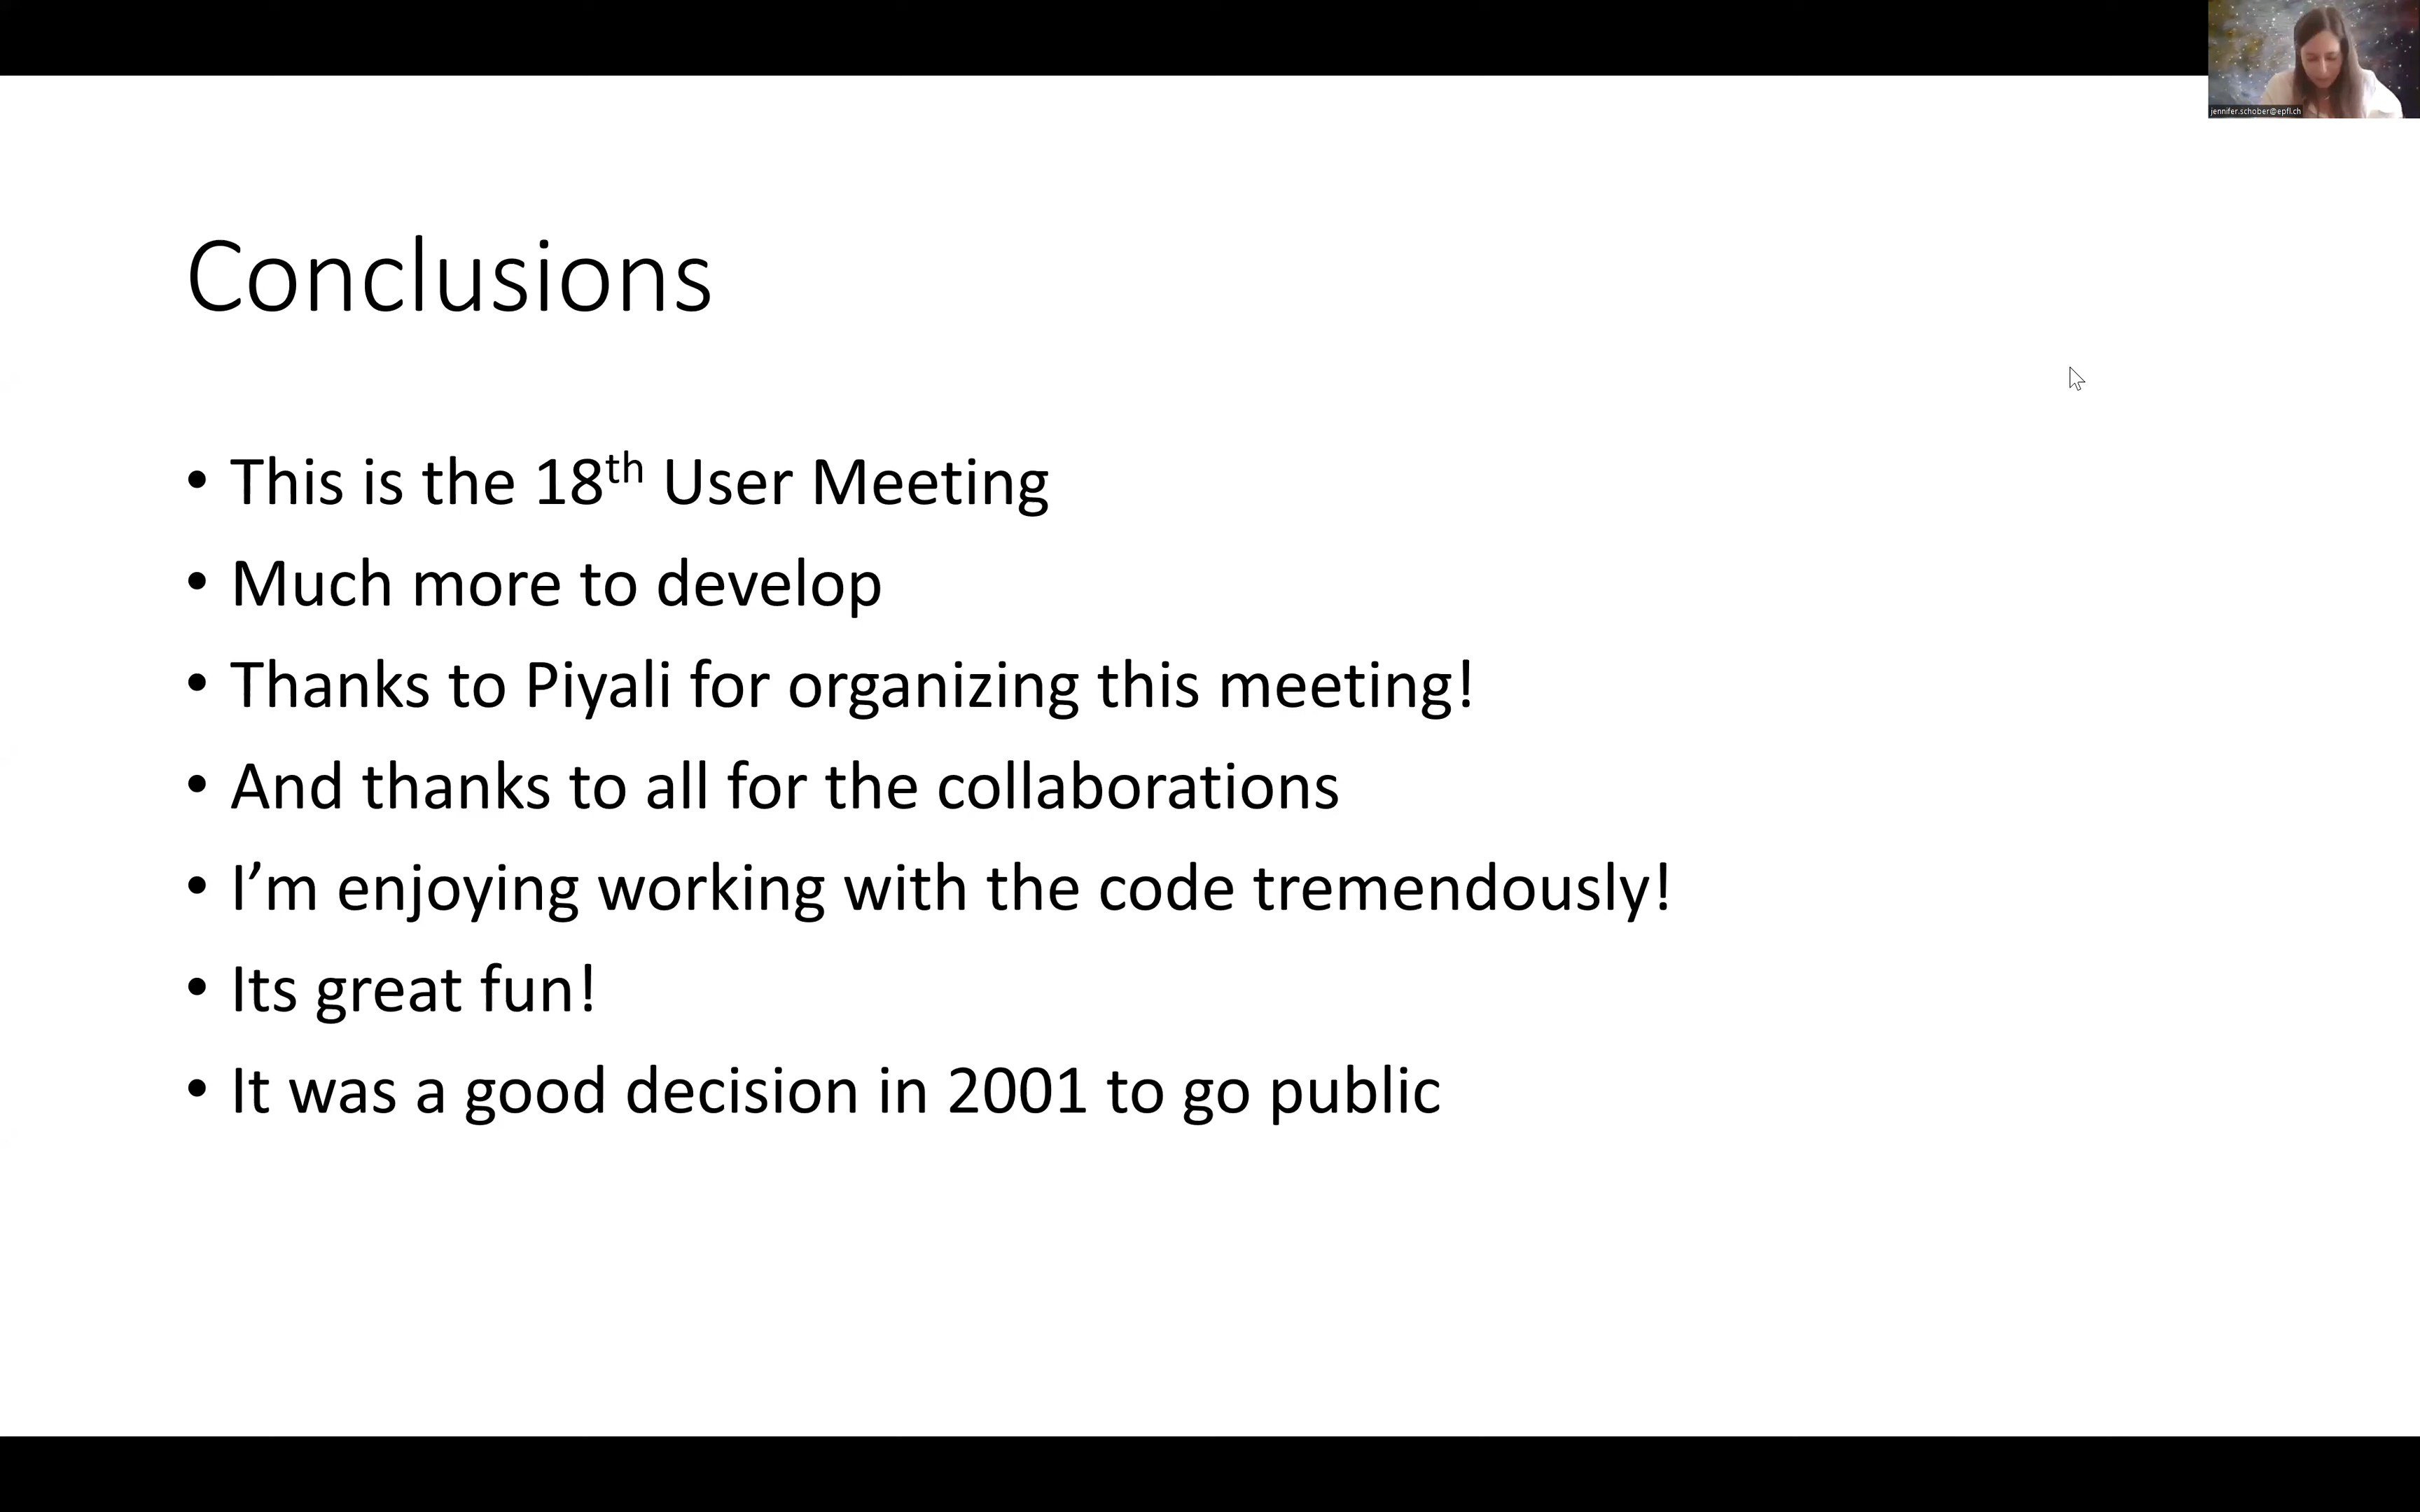 jennifer.schober@epfl.ch
Conclusions
• This is the 18th User Meeting
• Much more to develop
• Thanks to Piyali for organizing this meeting!
• And thanks to all for the collaborations
• I’m enjoying working with the code tremendously!
• Its great fun!
• It was a good decision in 2001 to go public